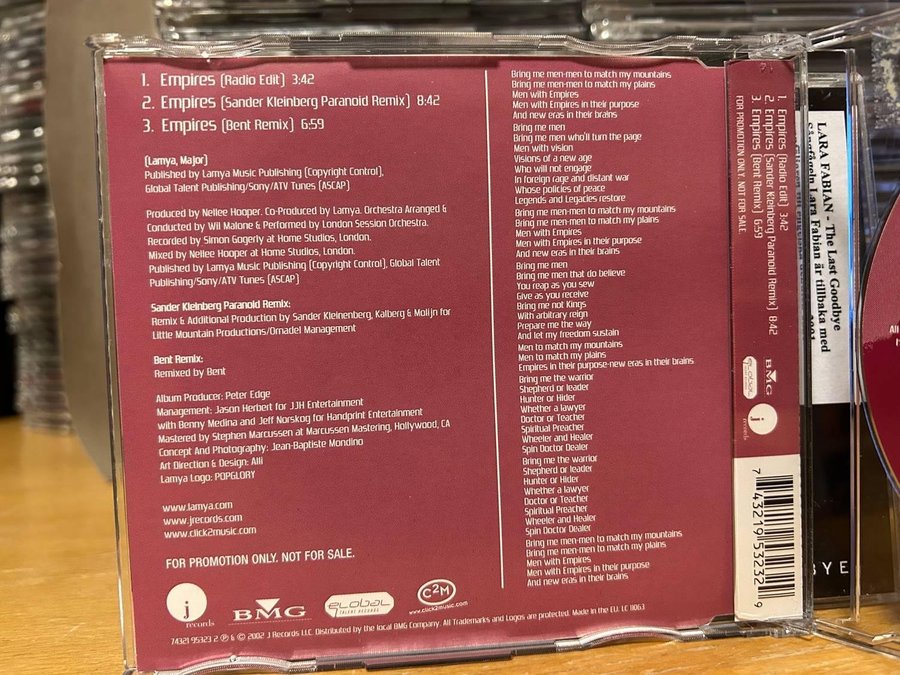 1. Empires (Radio Edit) 3:42
2. Empires (Sander Kleinberg Paranoid Remix) 8:42
3. Empires (Bent Remix) 6:59
(Lamya, Major)
Published by Lamya Music Publishing (Copyright Control),
Global Talent Publishing/Sony/ATV Tunes (ASCAP)
Produced by Nellee Hooper. Co-Produced by Lamya. Orchestra Arranged &
Conducted by Wil Malone & Performed by London Session Orchestra.
Recorded by Simon Gogerty at Home Studios, London.
Mixed by Nellee Hooper at Home Studios, London.
Published by Lamya Music Publishing (Copyright Control), Global Talent
Publishing/Sony/ATV Tunes (ASCAP)
Sander Kleinberg Paranoid Remix:
Remix & Additional Production by Sander Kleinenberg, Kalberg & Molijn for
Little Mountain Productions/Ornadel Management
Bent Remix:
Remixed by Bent
Album Producer: Peter Edge
Management: Jason Herbert for JJH Entertainment
with Benny Medina and Jeff Norskog for Handprint Entertainment
Mastered by Stephen Marcussen at Marcussen Mastering, Hollywood, CA
Concept And Photography: Jean-Baptiste Mondino
Art Direction & Design: Alli
Lamya Logo: POPGLORY
www.lamya.com
www.jrecords.com
www.click2music.com
FOR PROMOTION ONLY. NOT FOR SALE.
j records
BMG
GLOBAL TALENT RECORDS
C2M
www.click2music.com
74321 95323 2 ℗ & © 2002 J Records LLC. Distributed by the local BMG Company. All Trademarks and Logos are protected. Made in the EU. LC 11063
Bring me men-men to match my mountains
Bring me men-men to match my plains
Men with Empires
Men with Empires in their purpose
And new eras in their brains
Bring me men
Bring me men who'll turn the page
Men with vision
Visions of a new age
Who will not engage
In foreign rage and distant war
Whose policies of peace
Legends and Legacies restore
Bring me men-men to match my mountains
Bring me men-men to match my plains
Men with Empires
Men with Empires in their purpose
And new eras in their brains
Bring me men
Bring me men that do believe
You reap as you sew
Give as you receive
Bring me not Kings
With arbitrary reign
Prepare me the way
And let my freedom sustain
Men to match my mountains
Men to match my plains
Empires in their purpose-new eras in their brains
Bring me the warrior
Shepherd or leader
Hunter or Hider
Whether a lawyer
Doctor or Teacher
Spiritual Preacher
Wheeler and Healer
Spin Doctor Dealer
Bring me the warrior
Shepherd or leader
Hunter or Hider
Whether a lawyer
Doctor or Teacher
Spiritual Preacher
Wheeler and Healer
Spin Doctor Dealer
Bring me men-men to match my mountains
Bring me men-men to match my plains
Men with Empires
Men with Empires in their purpose
And new eras in their brains
1. Empires (Radio Edit) 3:42
2. Empires (Sander Kleinberg Paranoid Remix) 8:42
3. Empires (Bent Remix) 6:59
FOR PROMOTION ONLY. NOT FOR SALE
GLOBAL
BMG
j records
7 43219 53232 9
LARA FABIAN - The Last Goodbye
Sångfågeln Lara Fabian är tillbaka med
BYE